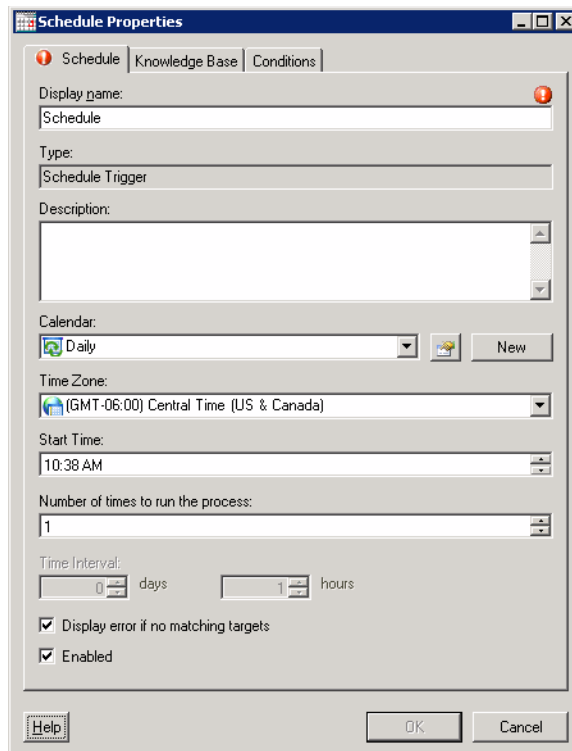 Schedule Properties
Schedule
Knowledge Base
Conditions
Display name:
Schedule
Type:
Schedule Trigger
Description:
Calendar:
Daily
New
Time Zone:
(GMT-06:00) Central Time (US & Canada)
Start Time:
10:38 AM
Number of times to run the process:
1
Time Interval:
0 days 1 hours
Display error if no matching targets
Enabled
Help OK Cancel